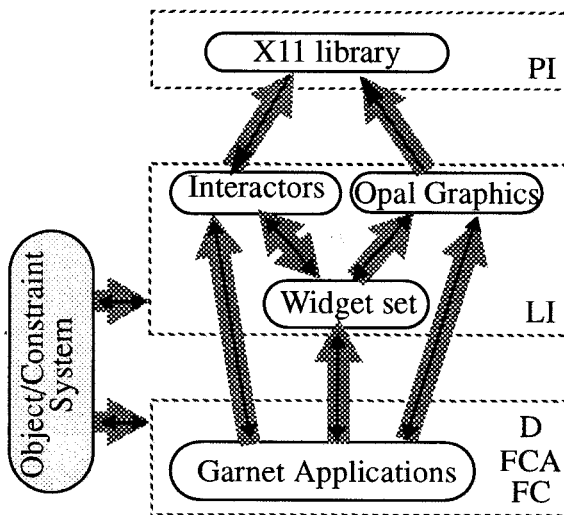 X11 library
PI
Interactors
Opal Graphics
Widget set
LI
Object/Constraint
System
Garnet Applications
D
FCA
FC